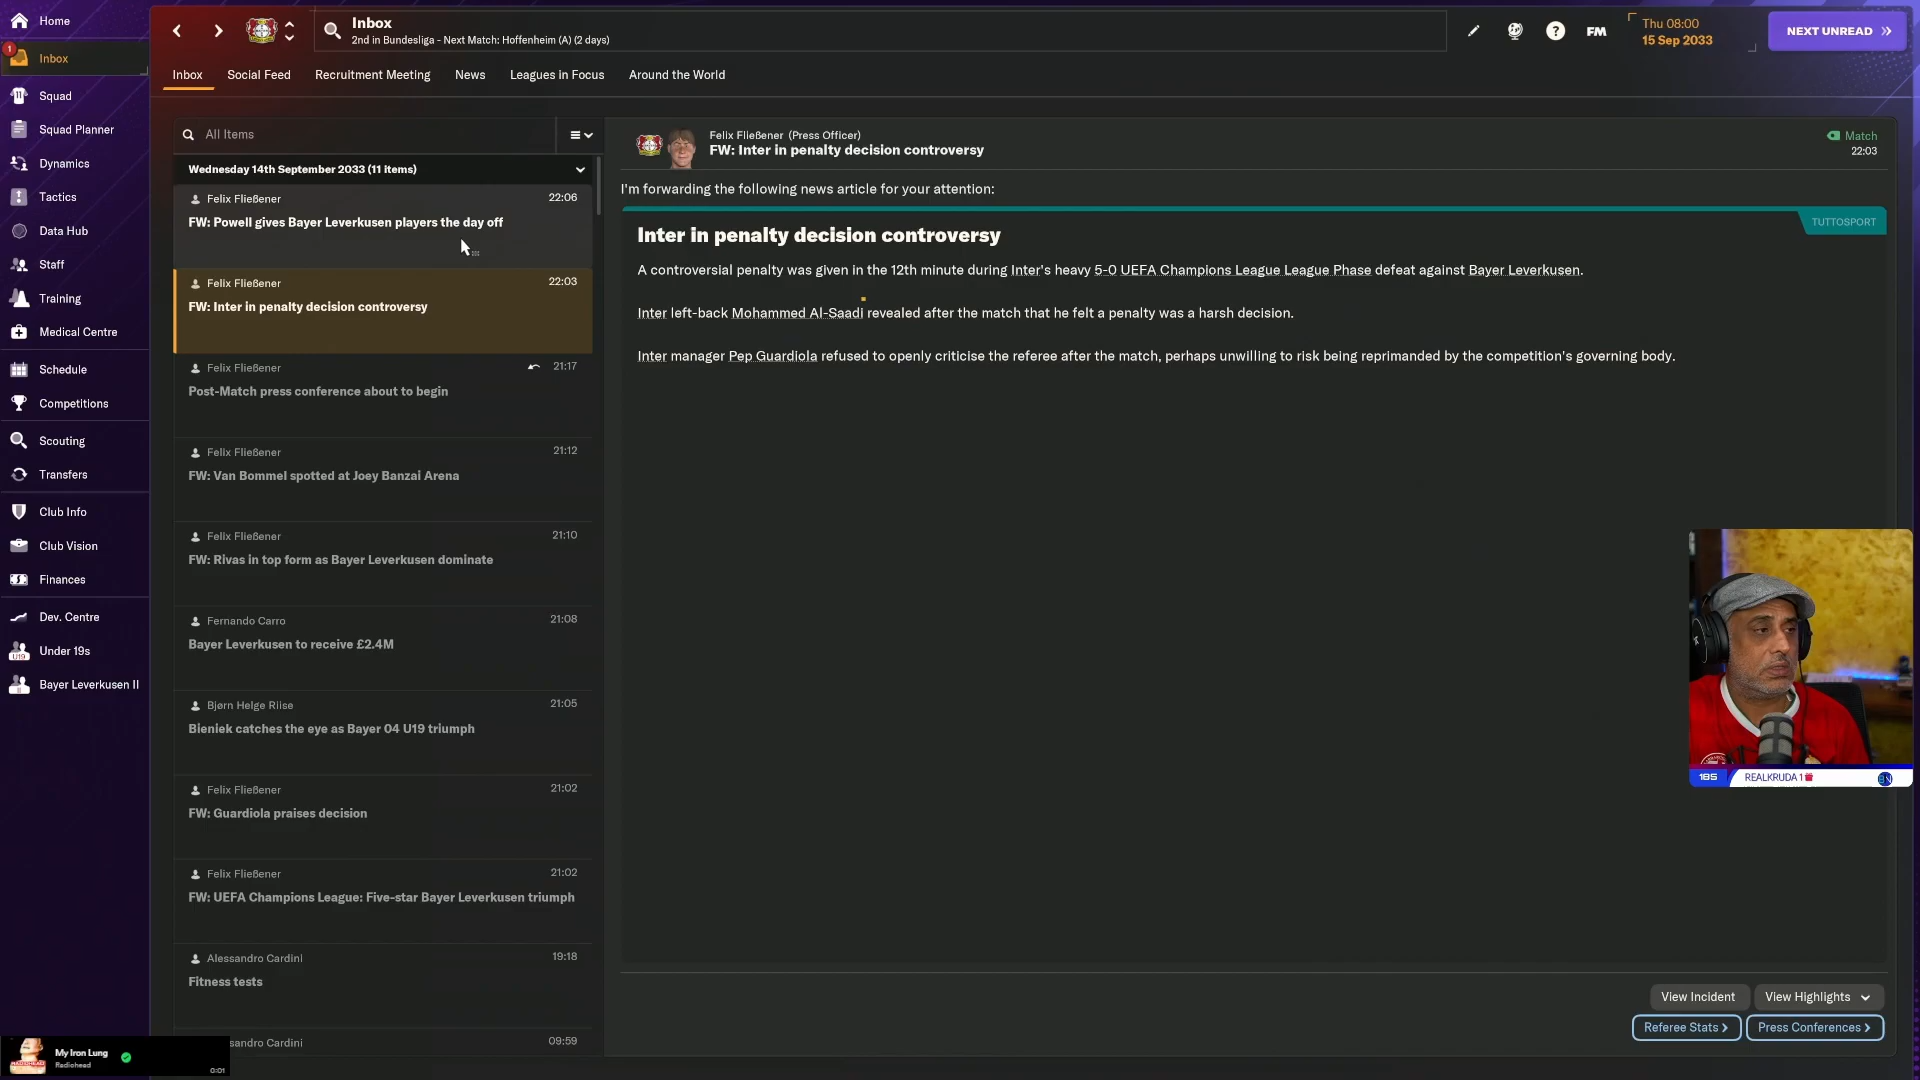 Home
1
Inbox
Squad
Squad Planner
Dynamics
Tactics
Data Hub
Staff
Training
Medical Centre
Schedule
Competitions
Scouting
Transfers
Club Info
Club Vision
Finances
Dev. Centre
U19
Under 19s
Bayer Leverkusen II
Inbox
2nd in Bundesliga - Next Match: Hoffenheim (A) (2 days)
FM
Thu 08:00
15 Sep 2033
NEXT UNREAD
Inbox
Social Feed
Recruitment Meeting
News
Leagues in Focus
Around the World
All Items
Wednesday 14th September 2033 (11 items)
Felix Fließener 22:06
FW: Powell gives Bayer Leverkusen players the day off
Felix Fließener 22:03
FW: Inter in penalty decision controversy
Felix Fließener 21:17
Post-Match press conference about to begin
Felix Fließener 21:12
FW: Van Bommel spotted at Joey Banzai Arena
Felix Fließener 21:10
FW: Rivas in top form as Bayer Leverkusen dominate
Fernando Carro 21:08
Bayer Leverkusen to receive £2.4M
Bjørn Helge Riise 21:05
Bieniek catches the eye as Bayer 04 U19 triumph
Felix Fließener 21:02
FW: Guardiola praises decision
Felix Fließener 21:02
FW: UEFA Champions League: Five-star Bayer Leverkusen triumph
Alessandro Cardini 19:18
Fitness tests
sandro Cardini 09:59
Felix Fließener (Press Officer)
FW: Inter in penalty decision controversy
Match
22:03
I'm forwarding the following news article for your attention:
TUTTOSPORT
Inter in penalty decision controversy
A controversial penalty was given in the 12th minute during Inter's heavy 5-0 UEFA Champions League League Phase defeat against Bayer Leverkusen.
Inter left-back Mohammed Al-Saadi revealed after the match that he felt a penalty was a harsh decision.
Inter manager Pep Guardiola refused to openly criticise the referee after the match, perhaps unwilling to risk being reprimanded by the competition's governing body.
185
REALKRUDA 1
View Incident
View Highlights
Referee Stats
Press Conferences
My Iron Lung
Radiohead
0:01